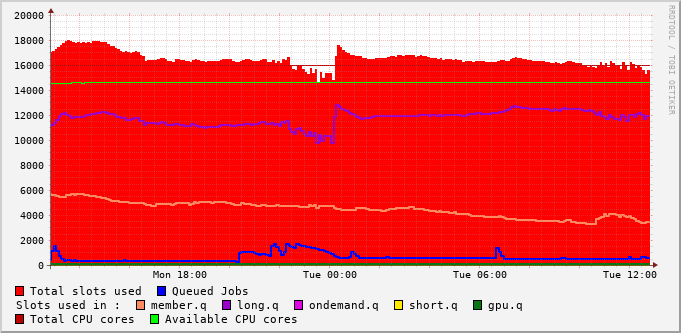 20000
18000
16000
14000
12000
10000
8000
6000
4000
2000
0
Mon 18:00 Tue 00:00 Tue 06:00 Tue 12:00
RRDTOOL / TOBI OETIKER
Total slots used Queued Jobs
Slots used in : member.q long.q ondemand.q short.q gpu.q
Total CPU cores Available CPU cores